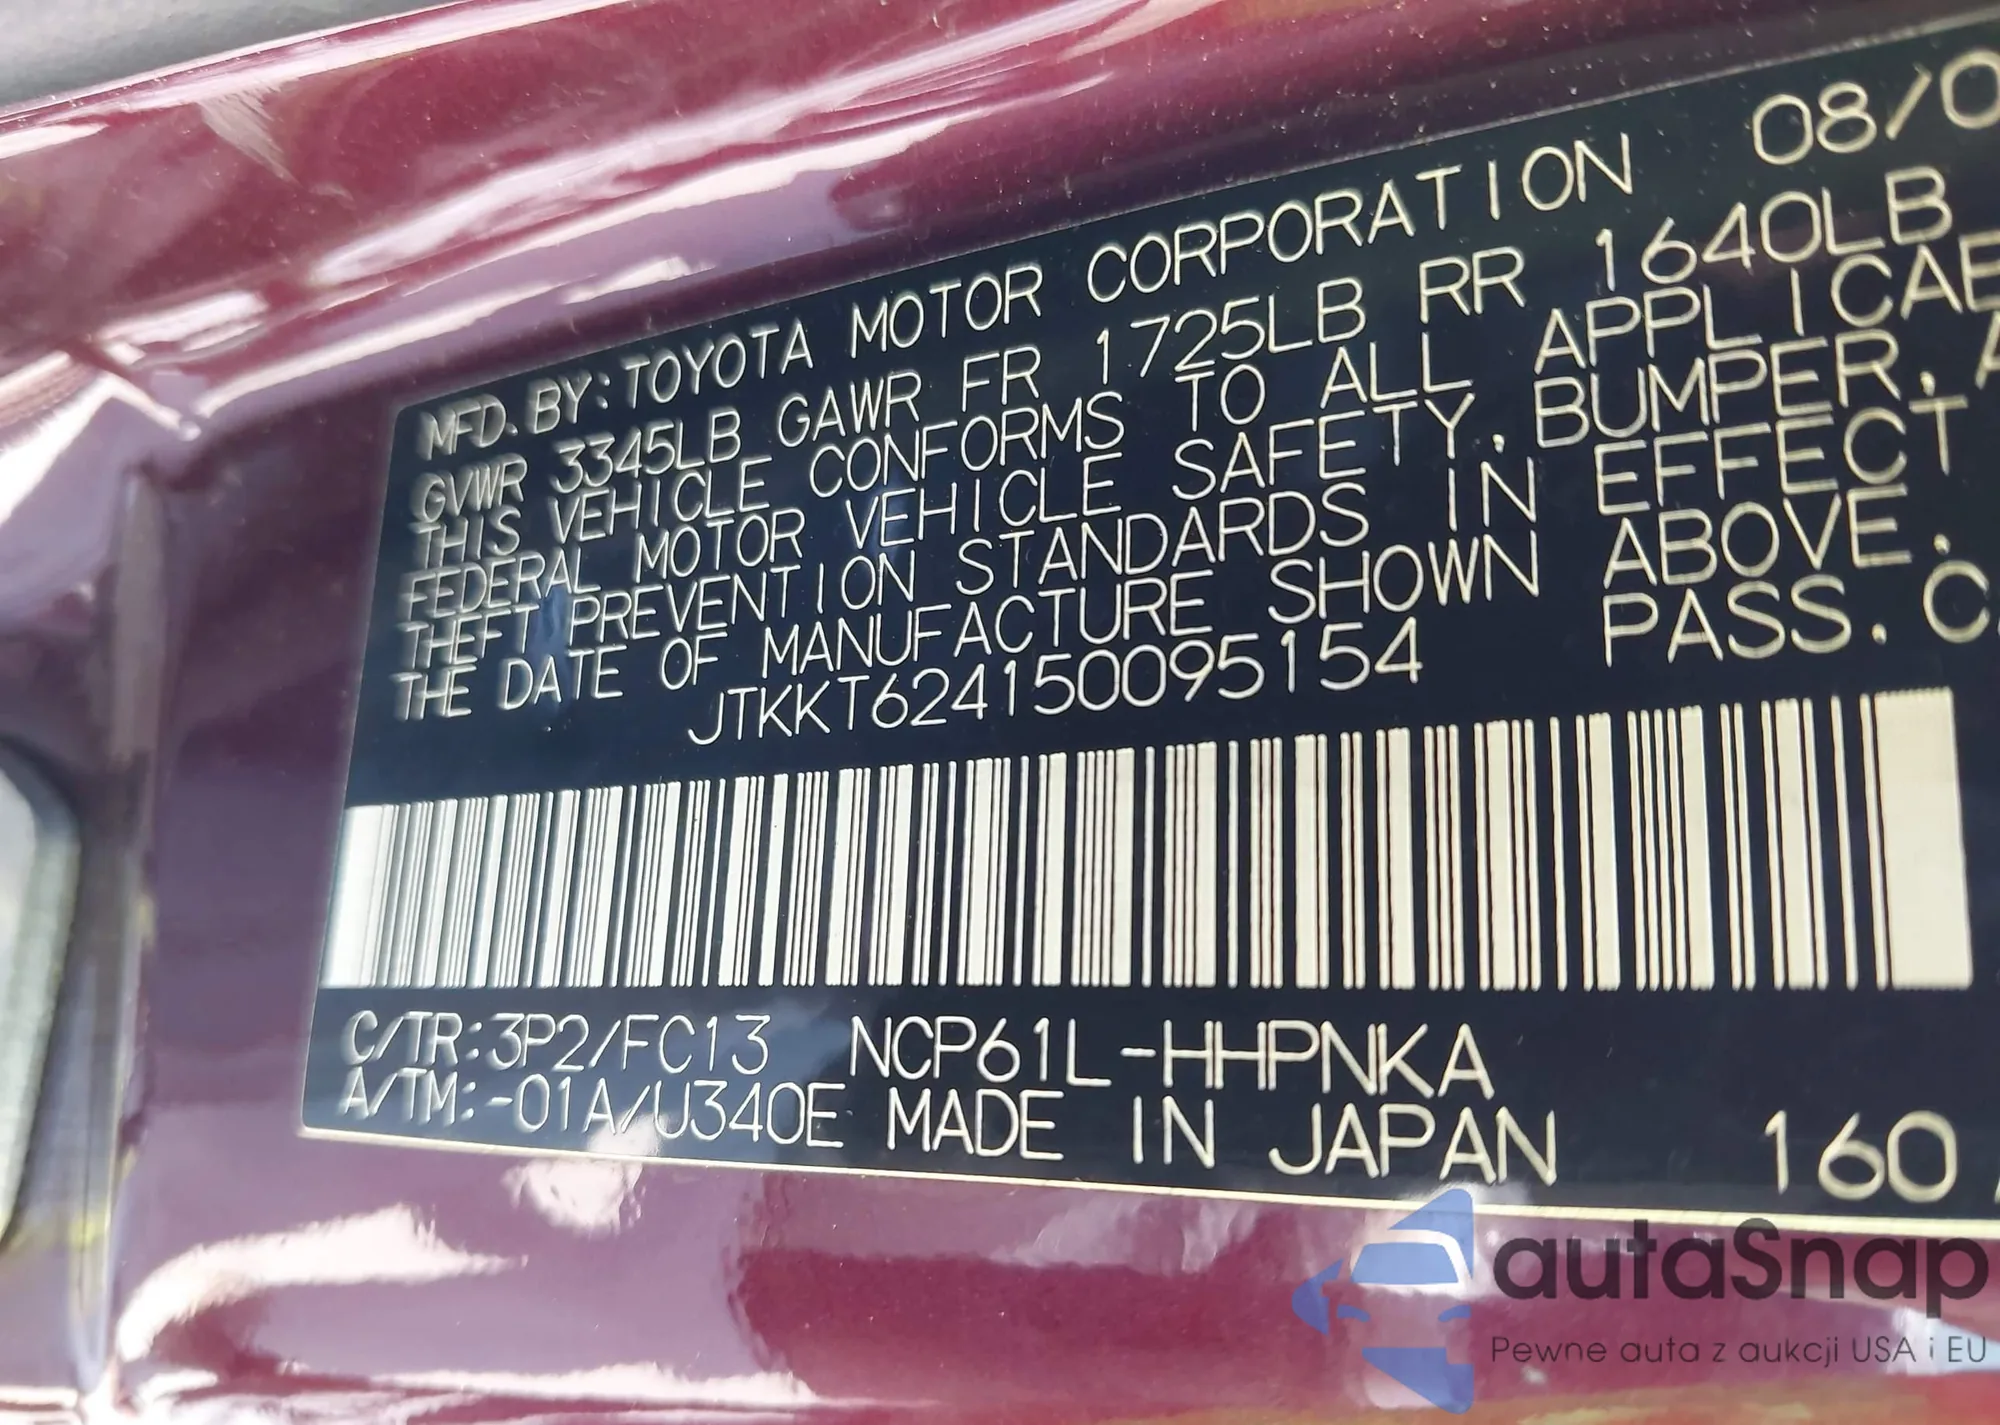 MFD. BY: TOYOTA MOTOR CORPORATION 08/0
GVWR 3345LB GAWR FR 1725LB RR 1640LB
THIS VEHICLE CONFORMS TO ALL APPLICAB
FEDERAL MOTOR VEHICLE SAFETY, BUMPER, A
THEFT PREVENTION STANDARDS IN EFFECT
THE DATE OF MANUFACTURE SHOWN ABOVE.
JTKKT624150095154 PASS. C
C/TR:3P2/FC13 NCP61L-HHPNKA
A/TM:-01A/U340E MADE IN JAPAN 160
autaSnap
Pewne auta z aukcji USA i EU